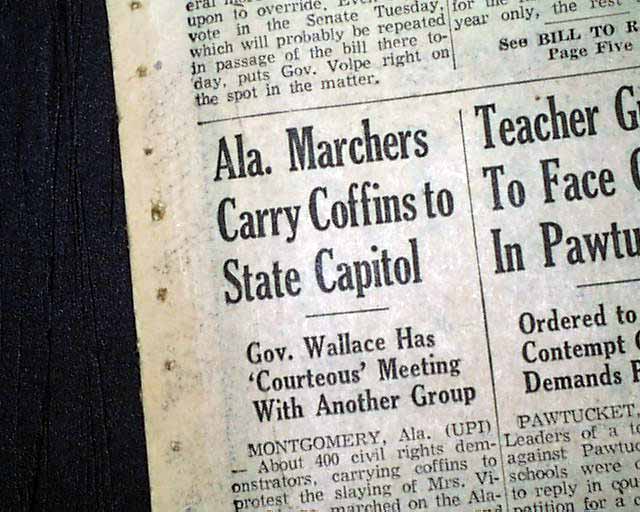 upon to override.
vote in the Senate Tuesday,
which will probably be repeated
in passage of the bill there to-
day, puts Gov. Volpe right on
the spot in the matter.
for the
year only, the rest
See BILL TO R
Page Five
Ala. Marchers
Carry Coffins to
State Capitol
Gov. Wallace Has
'Courteous' Meeting
With Another Group
MONTGOMERY, Ala. (UPI)
— About 400 civil rights dem-
onstrators, carrying coffins to
protest the slaying of Mrs. Vi-
marched on the Ala-
Teacher G
To Face
In Pawtu
Ordered to
Contempt
Demands
PAWTUCKET
Leaders of a te
against Pawtuc
schools were
to reply in cou
petition for a